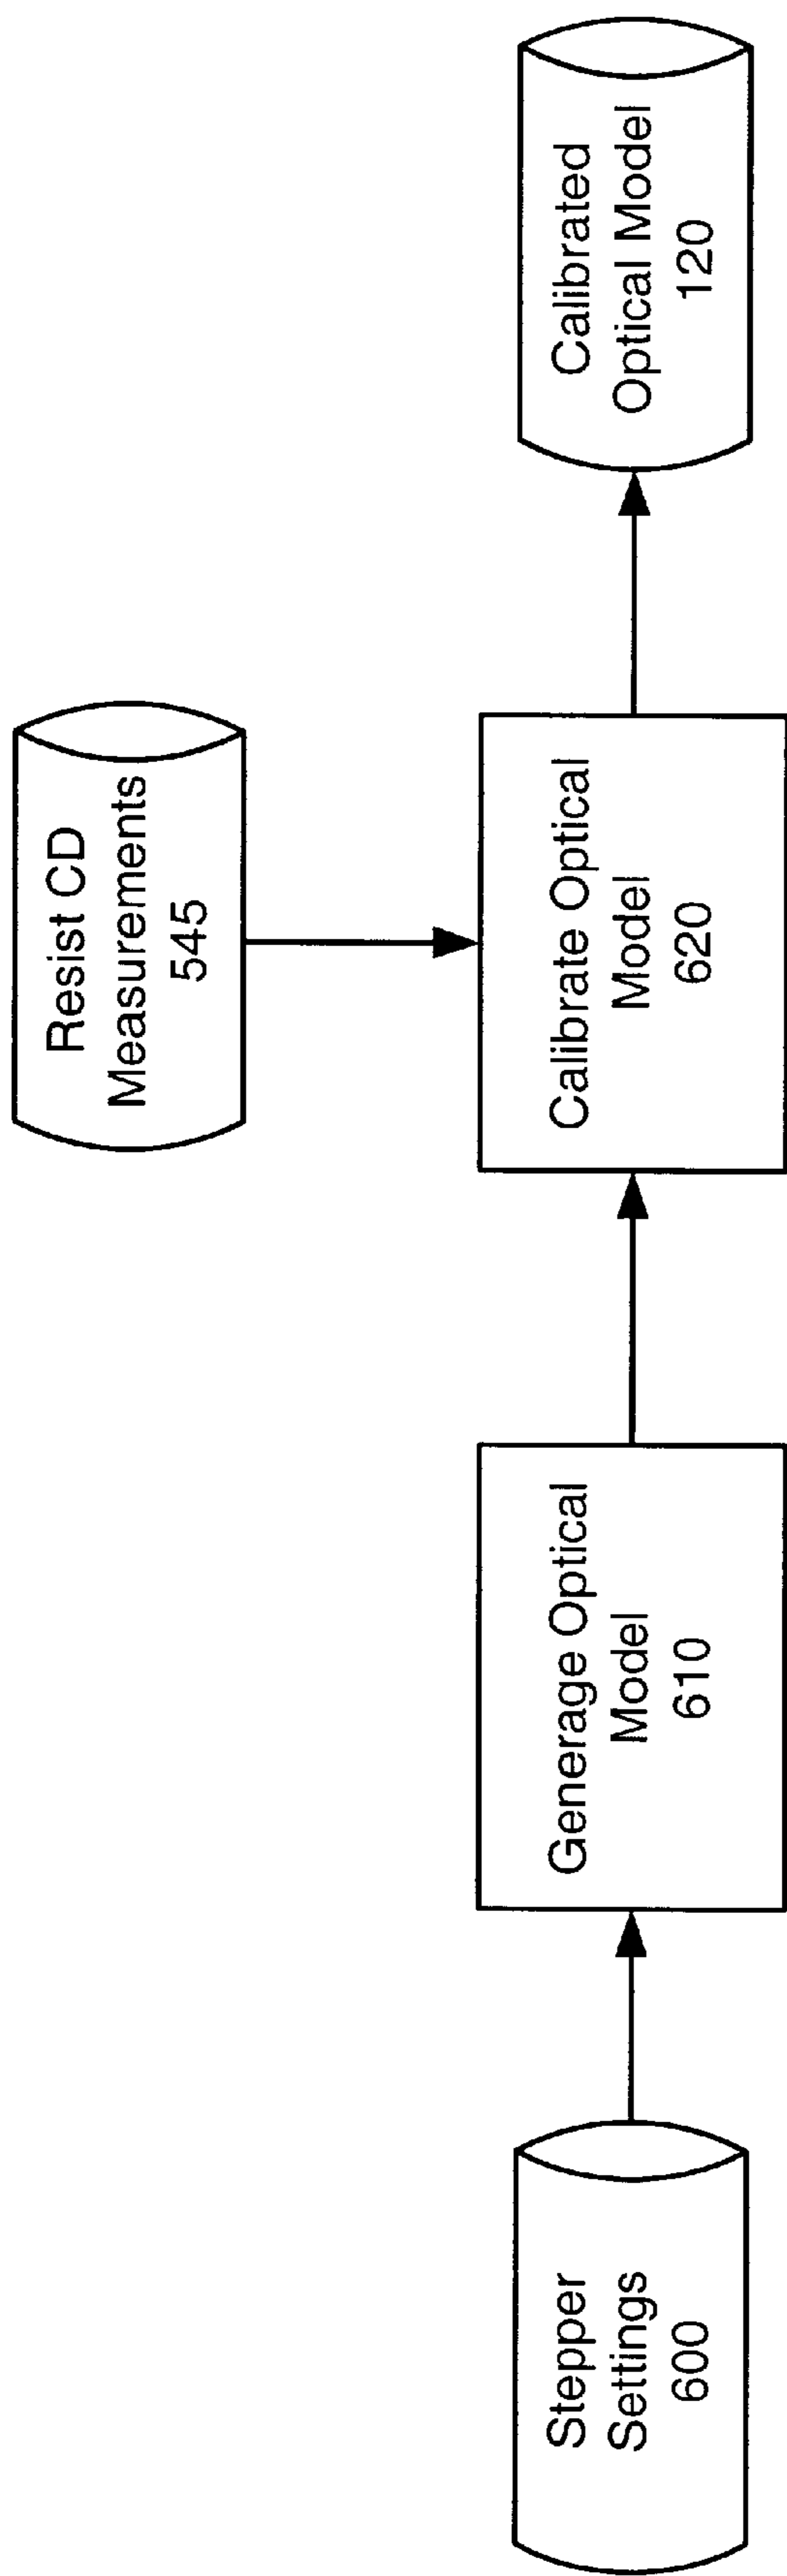 Resist CD
Measurements
545
Stepper
Settings
600
Generage Optical
Model
610
Calibrate Optical
Model
620
Calibrated
Optical Model
120